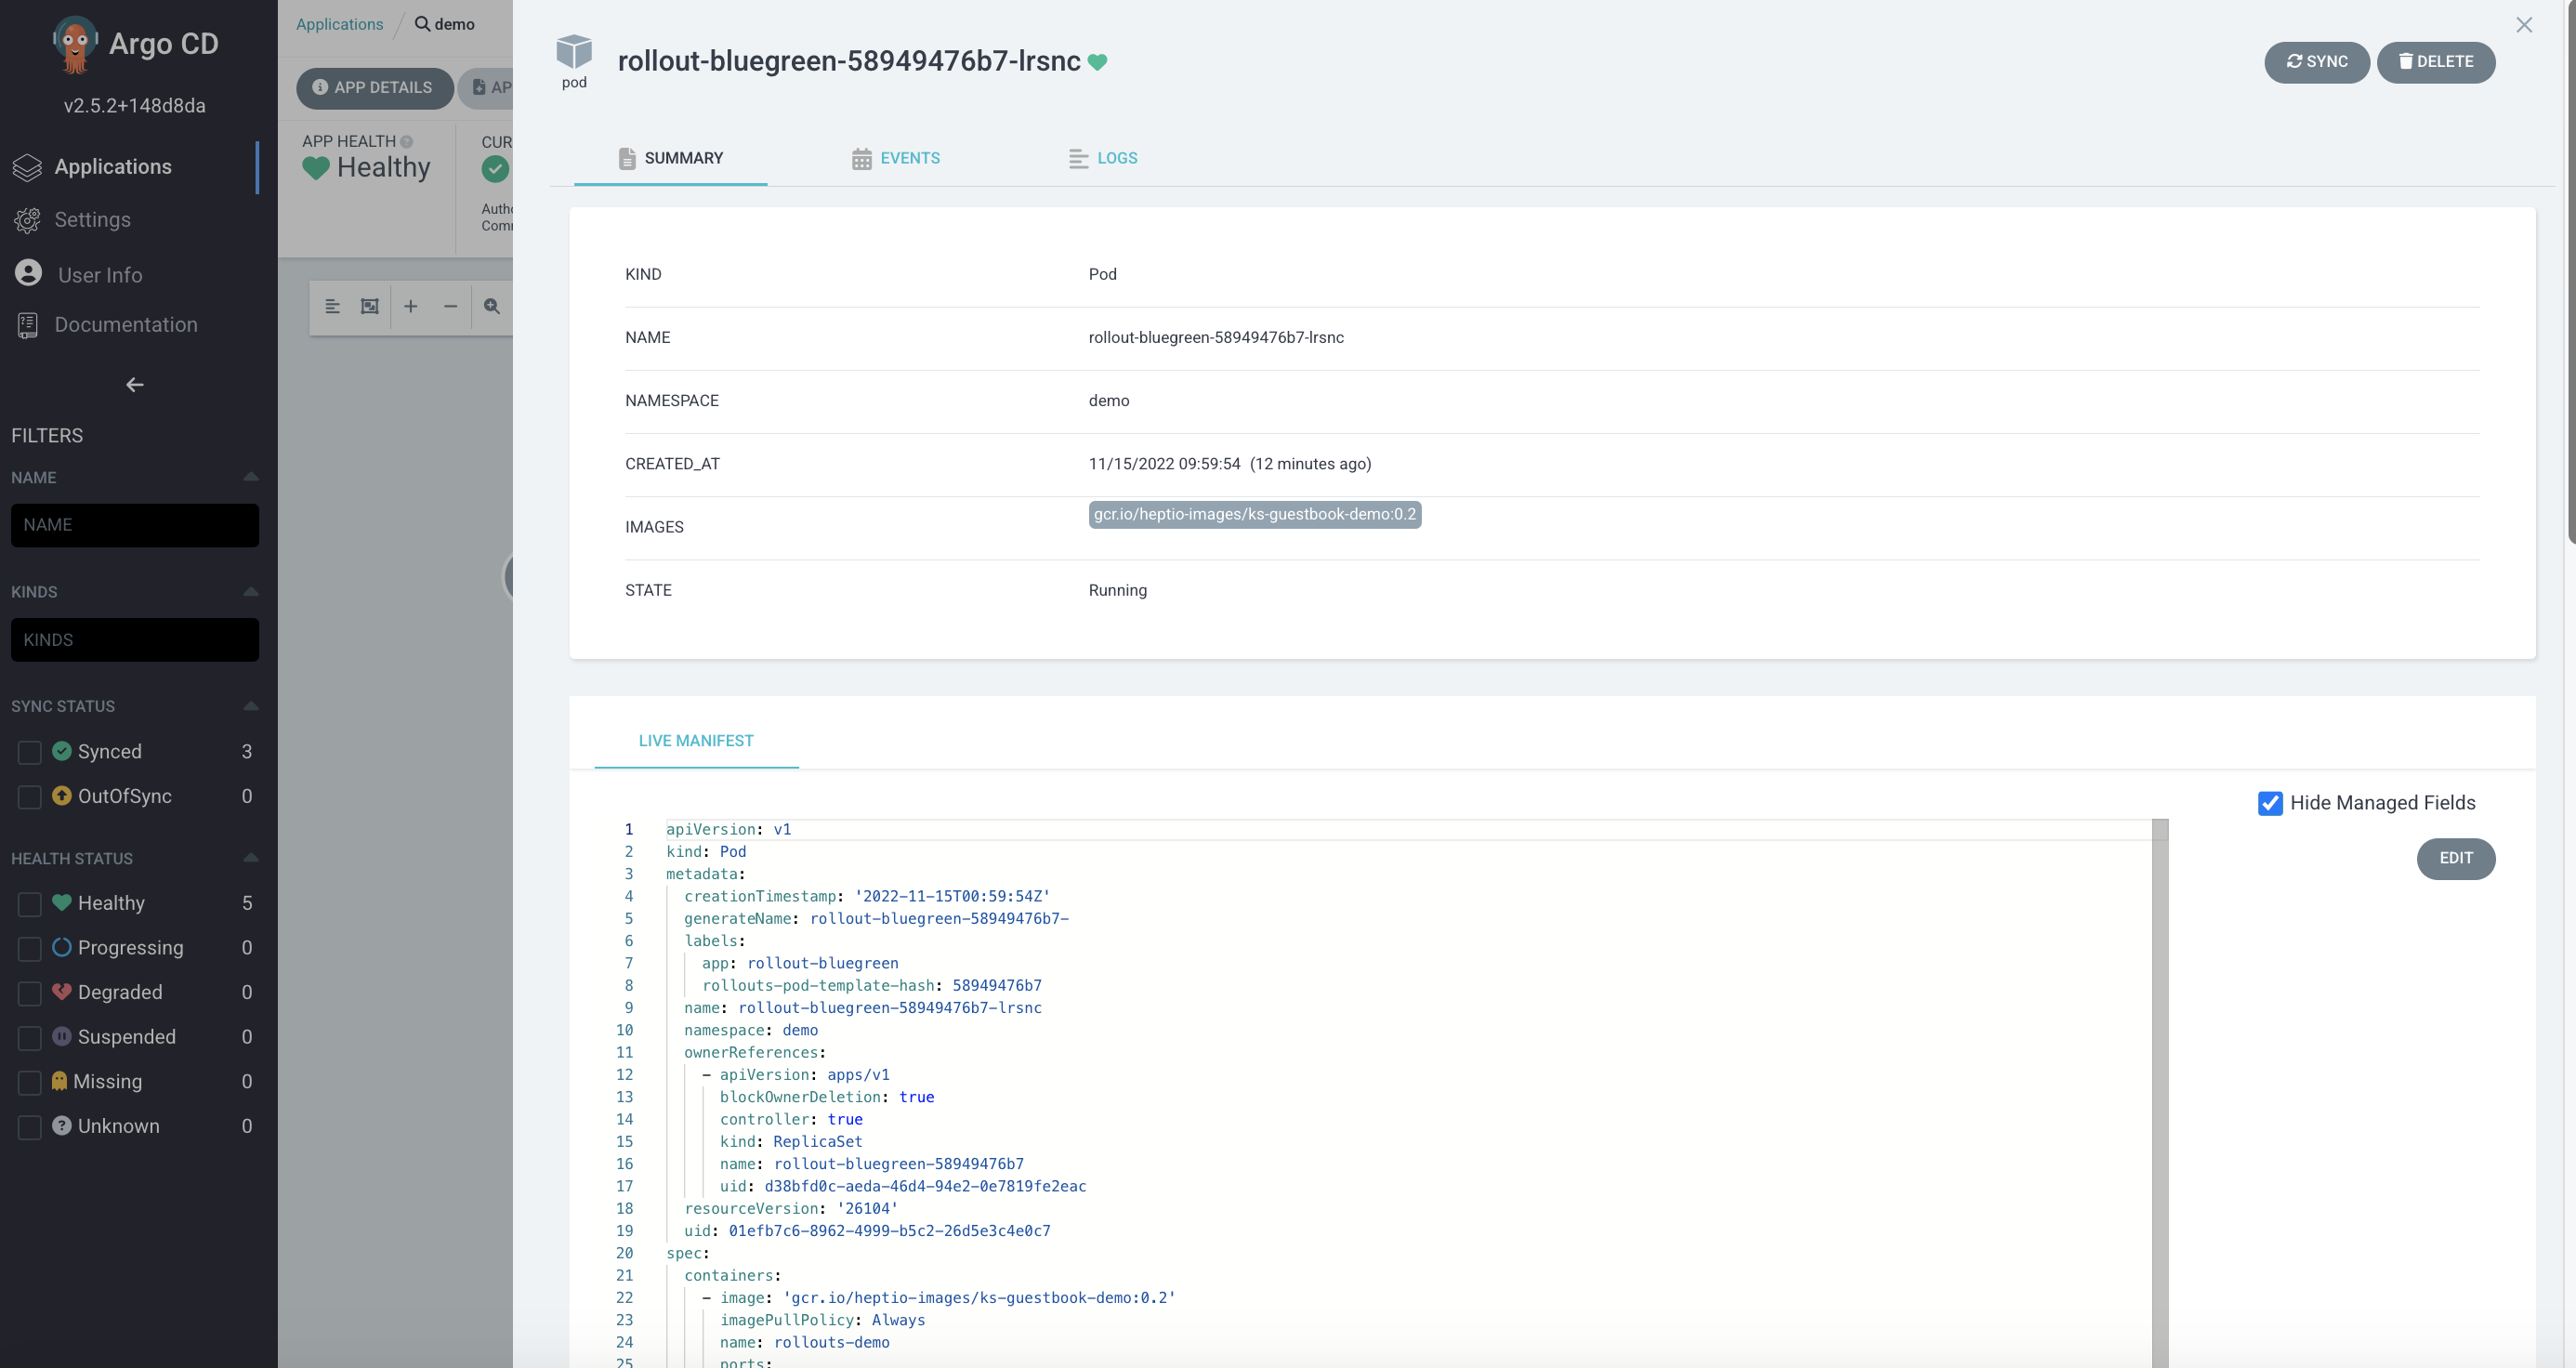 Argo CD
v2.5.2+148d8da
Applications
Settings
User Info
Documentation
FILTERS
NAME
NAME
KINDS
KINDS
SYNC STATUS
Synced 3
OutOfSync 0
HEALTH STATUS
Healthy 5
Progressing 0
Degraded 0
Suspended 0
Missing 0
Unknown 0
Applications / demo
APP DETAILS AP
APP HEALTH
Healthy
CUR
Autho
Comm
pod
rollout-bluegreen-58949476b7-lrsnc
SYNC DELETE
SUMMARY EVENTS LOGS
KIND Pod
NAME rollout-bluegreen-58949476b7-lrsnc
NAMESPACE demo
CREATED_AT 11/15/2022 09:59:54 (12 minutes ago)
IMAGES gcr.io/heptio-images/ks-guestbook-demo:0.2
STATE Running
LIVE MANIFEST
Hide Managed Fields
EDIT
1 apiVersion: v1
2 kind: Pod
3 metadata:
4 creationTimestamp: '2022-11-15T00:59:54Z'
5 generateName: rollout-bluegreen-58949476b7-
6 labels:
7 app: rollout-bluegreen
8 rollouts-pod-template-hash: 58949476b7
9 name: rollout-bluegreen-58949476b7-lrsnc
10 namespace: demo
11 ownerReferences:
12 - apiVersion: apps/v1
13 blockOwnerDeletion: true
14 controller: true
15 kind: ReplicaSet
16 name: rollout-bluegreen-58949476b7
17 uid: d38bfd0c-aeda-46d4-94e2-0e7819fe2eac
18 resourceVersion: '26104'
19 uid: 01efb7c6-8962-4999-b5c2-26d5e3c4e0c7
20 spec:
21 containers:
22 - image: 'gcr.io/heptio-images/ks-guestbook-demo:0.2'
23 imagePullPolicy: Always
24 name: rollouts-demo
25 ports: